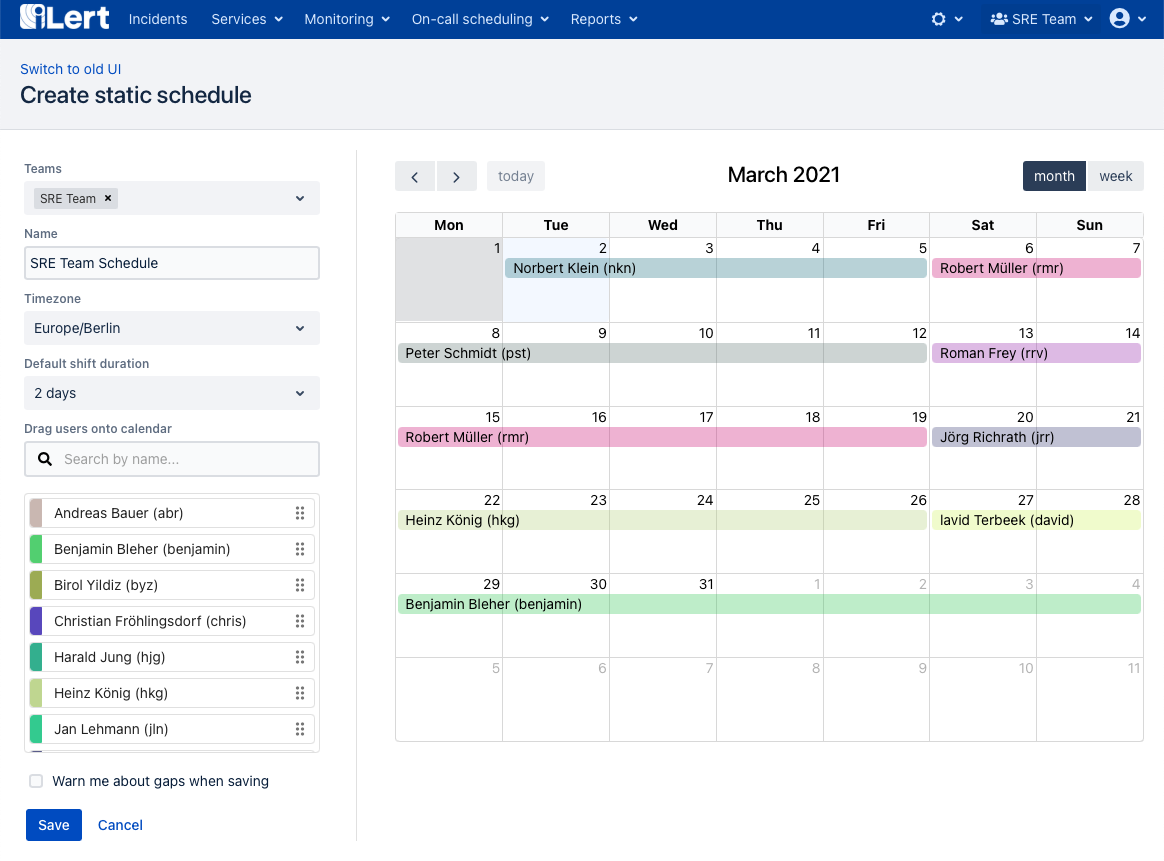 iLert Incidents Services Monitoring On-call scheduling Reports SRE Team
Switch to old UI
Create static schedule
Teams
SRE Team ×
Name
SRE Team Schedule
Timezone
Europe/Berlin
Default shift duration
2 days
Drag users onto calendar
Search by name...
Andreas Bauer (abr)
Benjamin Bleher (benjamin)
Birol Yildiz (byz)
Christian Fröhlingsdorf (chris)
Harald Jung (hjg)
Heinz König (hkg)
Jan Lehmann (jln)
Warn me about gaps when saving
Save Cancel
today March 2021 month week
Mon Tue Wed Thu Fri Sat Sun
1 2 3 4 5 6 7
Norbert Klein (nkn) Robert Müller (rmr)
8 9 10 11 12 13 14
Peter Schmidt (pst) Roman Frey (rrv)
15 16 17 18 19 20 21
Robert Müller (rmr) Jörg Richrath (jrr)
22 23 24 25 26 27 28
Heinz König (hkg) lavid Terbeek (david)
29 30 31 1 2 3 4
Benjamin Bleher (benjamin)
5 6 7 8 9 10 11